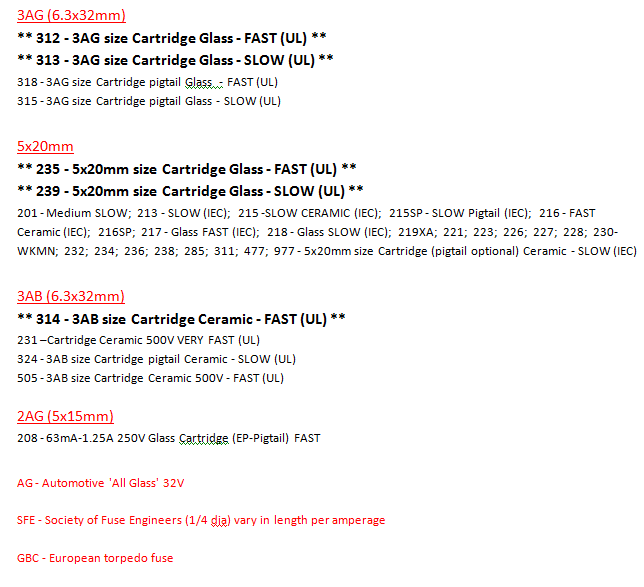 3AG (6.3x32mm)
** 312 - 3AG size Cartridge Glass - FAST (UL) **
** 313 - 3AG size Cartridge Glass - SLOW (UL) **
318 - 3AG size Cartridge pigtail Glass  - FAST (UL)
315 - 3AG size Cartridge pigtail Glass - SLOW (UL)
5x20mm
** 235 - 5x20mm size Cartridge Glass - FAST (UL) **
** 239 - 5x20mm size Cartridge Glass - SLOW (UL) **
201 - Medium SLOW; 213 - SLOW (IEC); 215 -SLOW CERAMIC (IEC); 215SP - SLOW Pigtail (IEC); 216 - FAST
Ceramic (IEC); 216SP; 217 - Glass FAST (IEC); 218 - Glass SLOW (IEC); 219XA; 221; 223; 226; 227; 228; 230-
WKMN; 232; 234; 236; 238; 285; 311; 477; 977 - 5x20mm size Cartridge (pigtail optional) Ceramic - SLOW (IEC)
3AB (6.3x32mm)
** 314 - 3AB size Cartridge Ceramic - FAST (UL) **
231 –Cartridge Ceramic 500V VERY FAST (UL)
324 - 3AB size Cartridge pigtail Ceramic - SLOW (UL)
505 - 3AB size Cartridge Ceramic 500V - FAST (UL)
2AG (5x15mm)
208 - 63mA-1.25A 250V Glass Cartridge (EP-Pigtail) FAST
AG - Automotive 'All Glass' 32V
SFE - Society of Fuse Engineers (1/4 dia) vary in length per amperage
GBC - European torpedo fuse